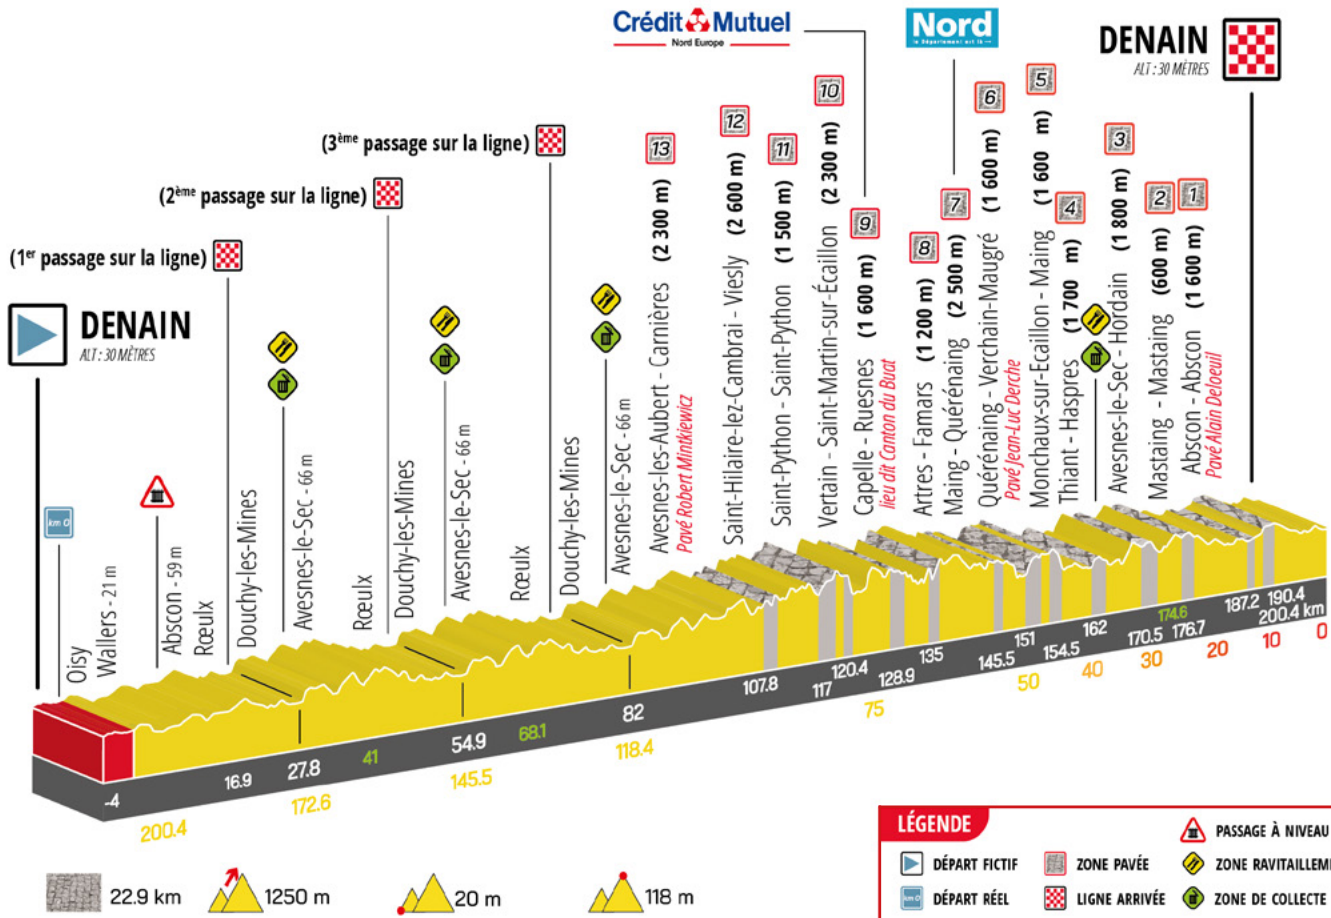 Crédit Mutuel
Nord Europe
Nord
le Département est là
DENAIN
ALT : 30 MÈTRES
(3ème passage sur la ligne)
(2ème passage sur la ligne)
(1er passage sur la ligne)
DENAIN
ALT : 30 MÈTRES
km 0
Oisy
Wallers - 21 m
Abscon - 59 m
Rœulx
Douchy-les-Mines
Avesnes-le-Sec - 66 m
Rœulx
Douchy-les-Mines
Avesnes-le-Sec - 66 m
Rœulx
Douchy-les-Mines
Avesnes-le-Sec - 66 m
13
Avesnes-les-Aubert - Carnières (2 300 m)
Pavé Robert Mintkiewicz
12
Saint-Hilaire-lez-Cambrai - Viesly (2 600 m)
11
Saint-Python - Saint-Python (1 500 m)
10
Vertain - Saint-Martin-sur-Écaillon (2 300 m)
9
Capelle - Ruesnes (1 600 m)
lieu dit Canton du Buat
8
Artres - Famars (1 200 m)
7
Maing - Quérénaing (2 500 m)
6
Quérénaing - Verchain-Maugré (1 600 m)
Pavé Jean-Luc Derche
5
Monchaux-sur-Ecaillon - Maing (1 600 m)
4
Thiant - Haspres (1 700 m)
3
Avesnes-le-Sec - Hordain (1 800 m)
2
Mastaing - Mastaing (600 m)
1
Abscon - Abscon (1 600 m)
Pavé Alain Deloeuil
-4
16.9
27.8
41
54.9
68.1
82
107.8
117
120.4
128.9
135
145.5
151
154.5
162
170.5
174.6
176.7
187.2
190.4
200.4 km
200.4
172.6
145.5
118.4
75
50
40
30
20
10
0
22.9 km
1250 m
20 m
118 m
LÉGENDE
PASSAGE À NIVEAU
DÉPART FICTIF
ZONE PAVÉE
ZONE RAVITAILLEM
km 0
DÉPART RÉEL
LIGNE ARRIVÉE
ZONE DE COLLECTE